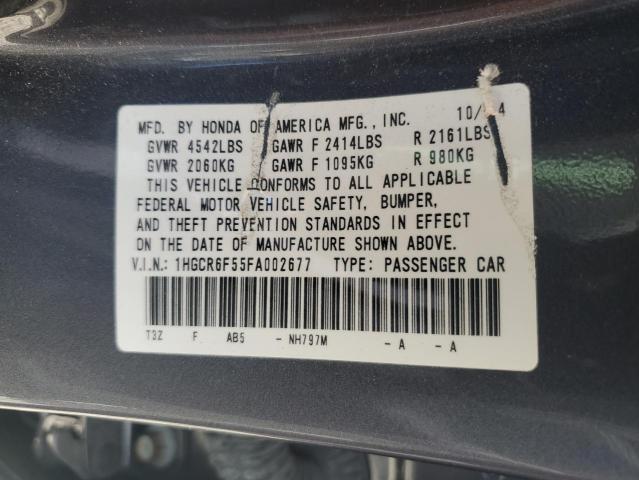 MFD. BY HONDA OF AMERICA MFG., INC. 10/14
GVWR 4542LBS GAWR F 2414LBS R 2161LBS
GVWR 2060KG GAWR F 1095KG R 980KG
THIS VEHICLE CONFORMS TO ALL APPLICABLE
FEDERAL MOTOR VEHICLE SAFETY, BUMPER,
AND THEFT PREVENTION STANDARDS IN EFFECT
ON THE DATE OF MANUFACTURE SHOWN ABOVE.
V.I.N.: 1HGCR6F55FA002677 TYPE: PASSENGER CAR
T3Z F AB5 - NH797M - A - A